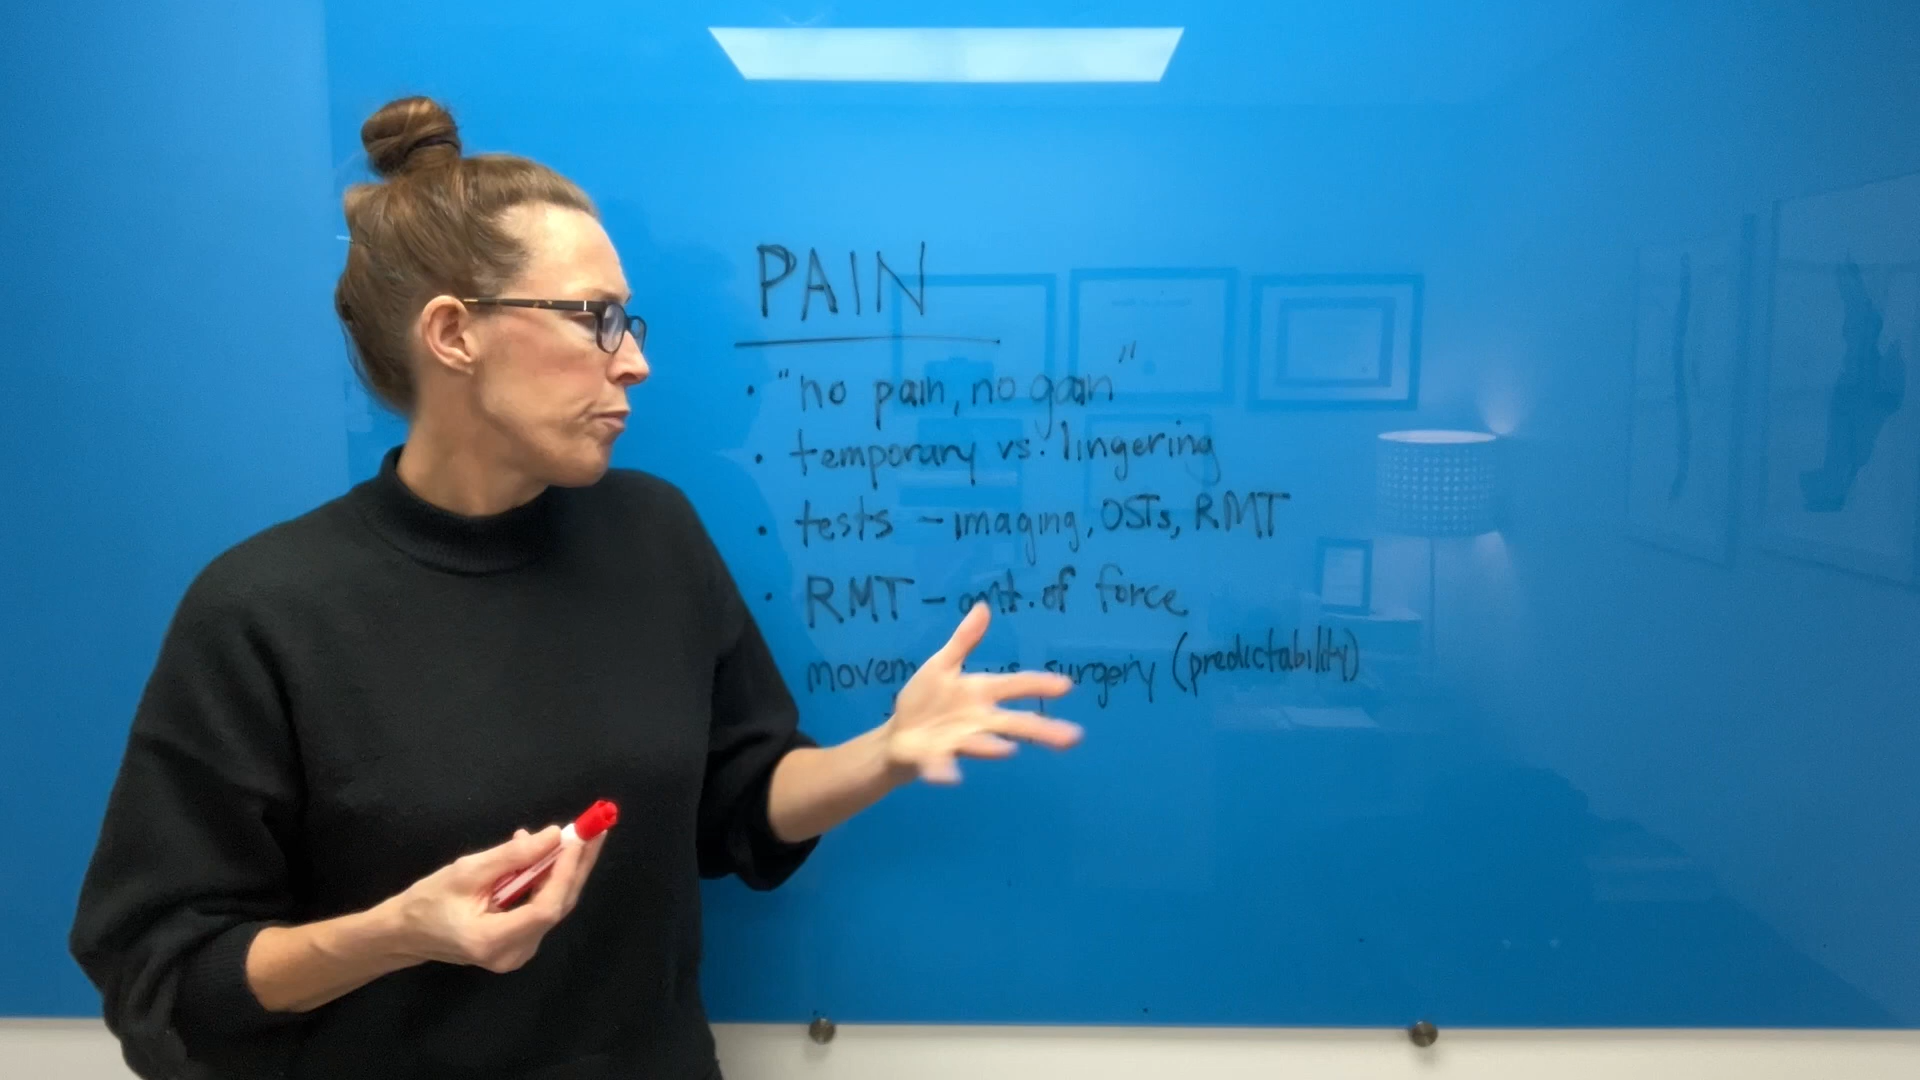 PAIN
• "no pain, no gain"
• temporary vs. lingering
• tests - imaging, OSTs, RMT
• RMT - amt. of force
surgery (predictability)